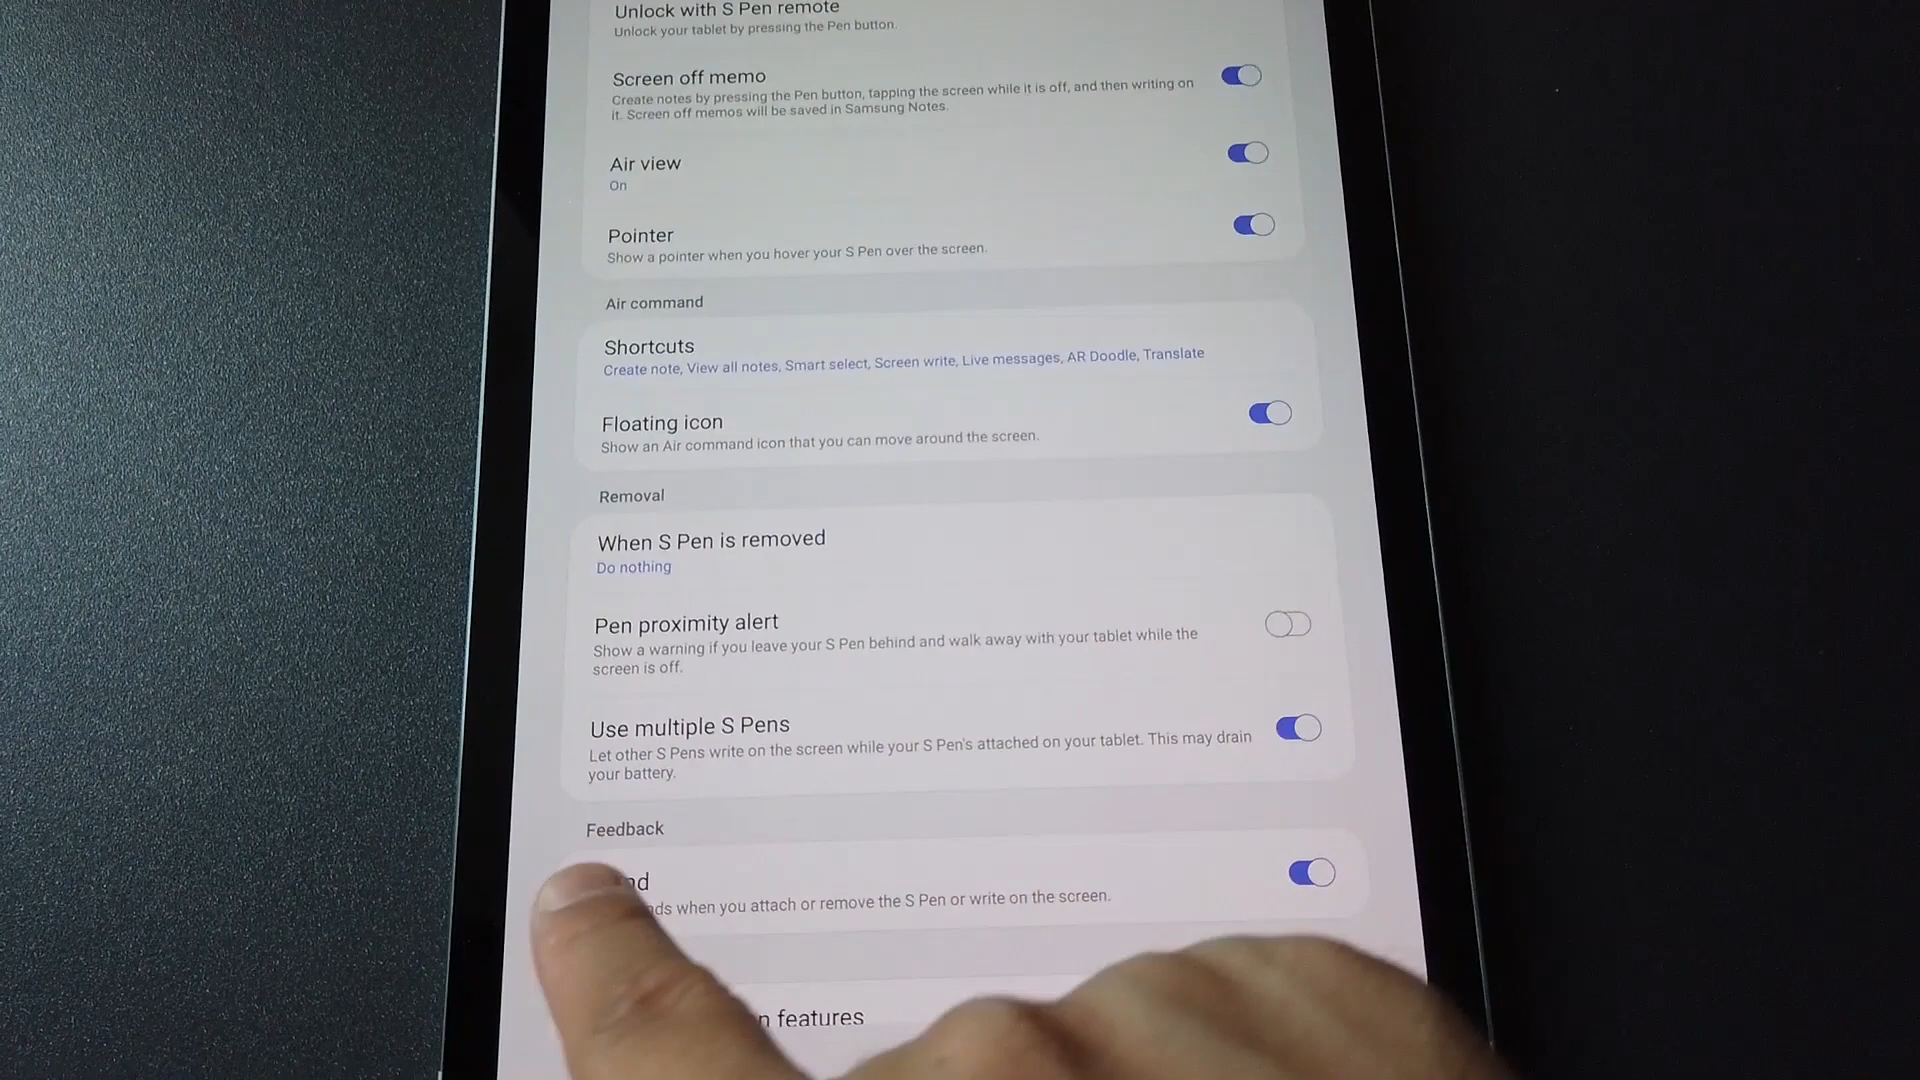 Unlock with S Pen remote
Unlock your tablet by pressing the Pen button.
Screen off memo
Create notes by pressing the Pen button, tapping the screen while it is off, and then writing on
it. Screen off memos will be saved in Samsung Notes.
Air view
On
Pointer
Show a pointer when you hover your S Pen over the screen.
Air command
Shortcuts
Create note, View all notes, Smart select, Screen write, Live messages, AR Doodle, Translate
Floating icon
Show an Air command icon that you can move around the screen.
Removal
When S Pen is removed
Do nothing
Pen proximity alert
Show a warning if you leave your S Pen behind and walk away with your tablet while the
screen is off.
Use multiple S Pens
Let other S Pens write on the screen while your S Pen's attached on your tablet. This may drain
your battery.
Feedback
when you attach or remove the S Pen or write on the screen.
features